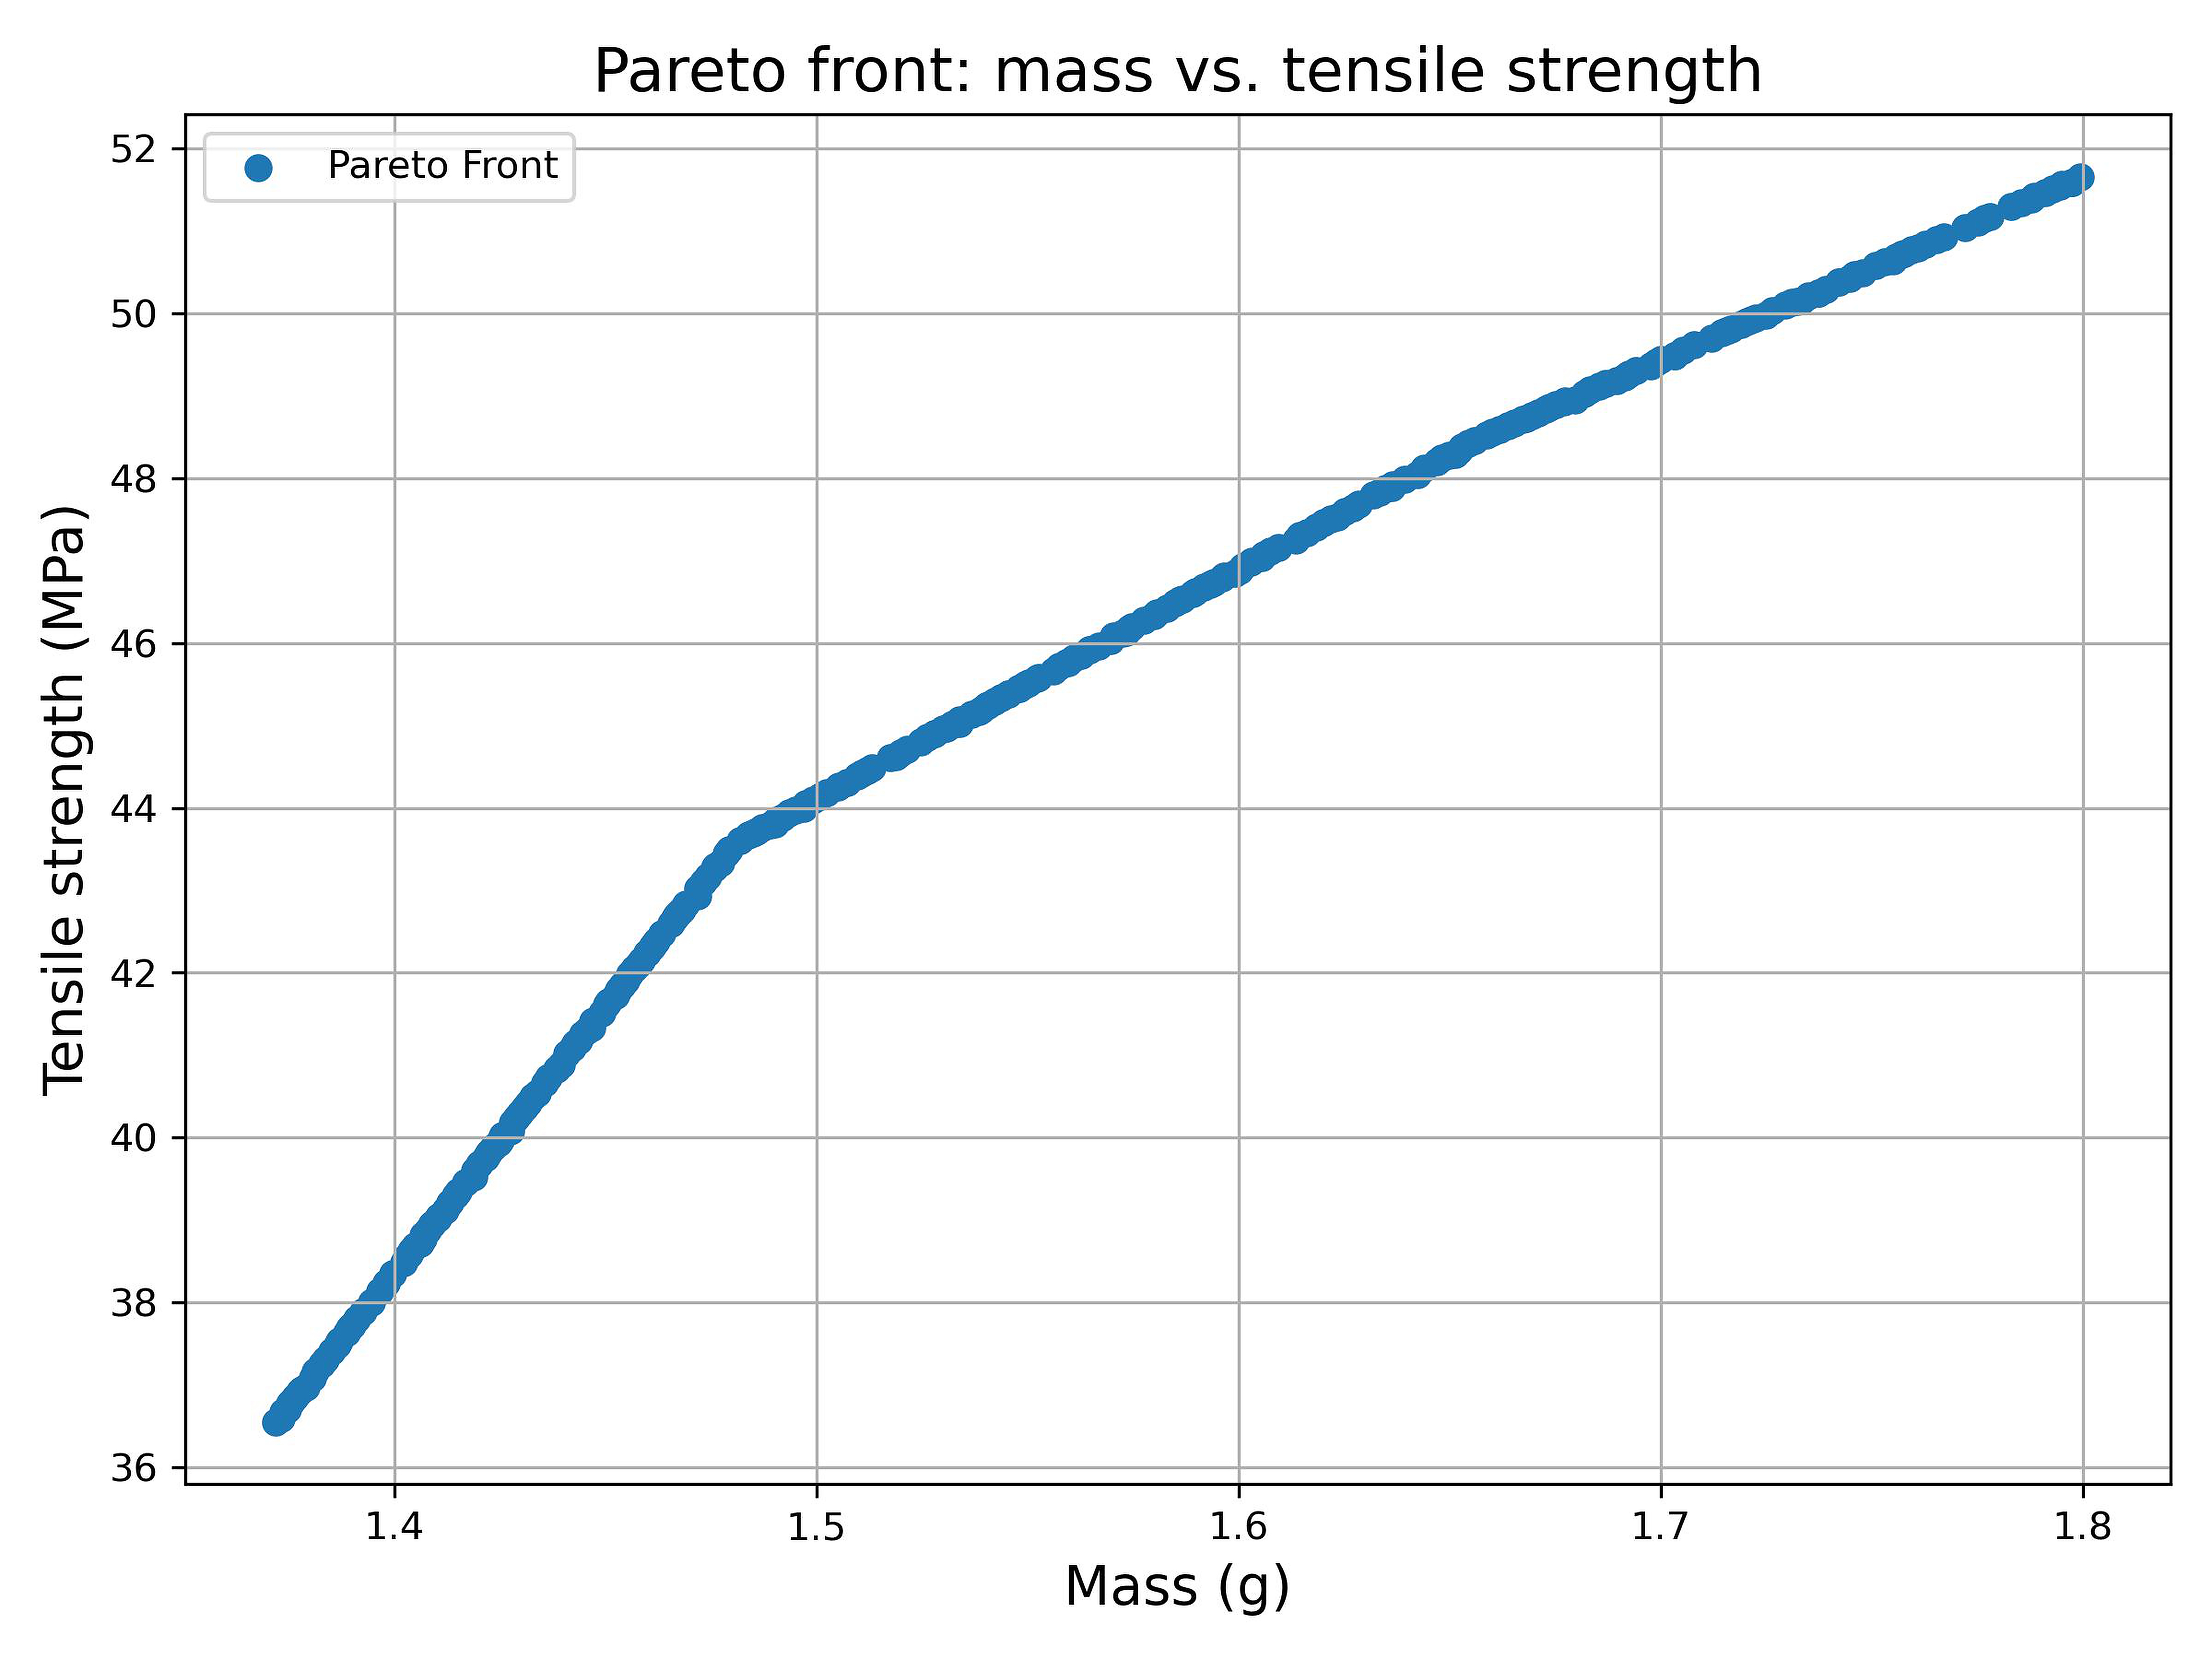 Pareto front: mass vs. tensile strength
Pareto Front
Tensile strength (MPa)
52
50
48
46
44
42
40
38
36
1.4 1.5 1.6 1.7 1.8
Mass (g)